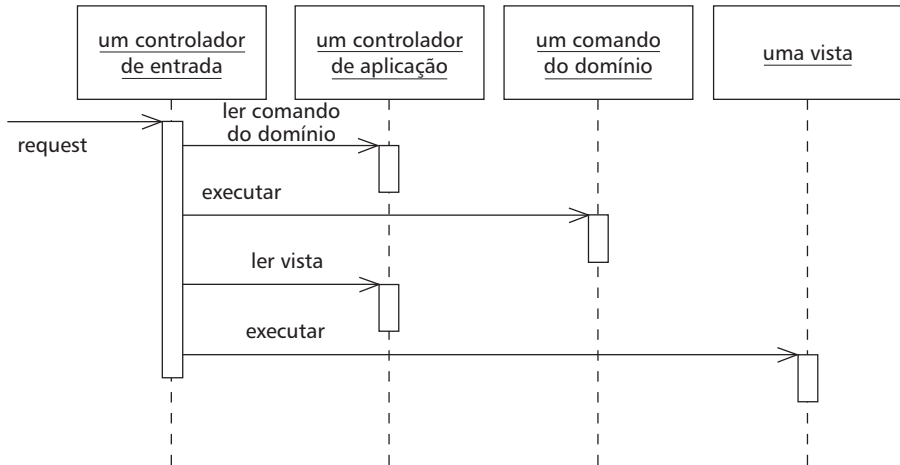 um controlador
de entrada
um controlador
de aplicação
um comando
do domínio
uma vista
request
ler comando
do domínio
executar
ler vista
executar